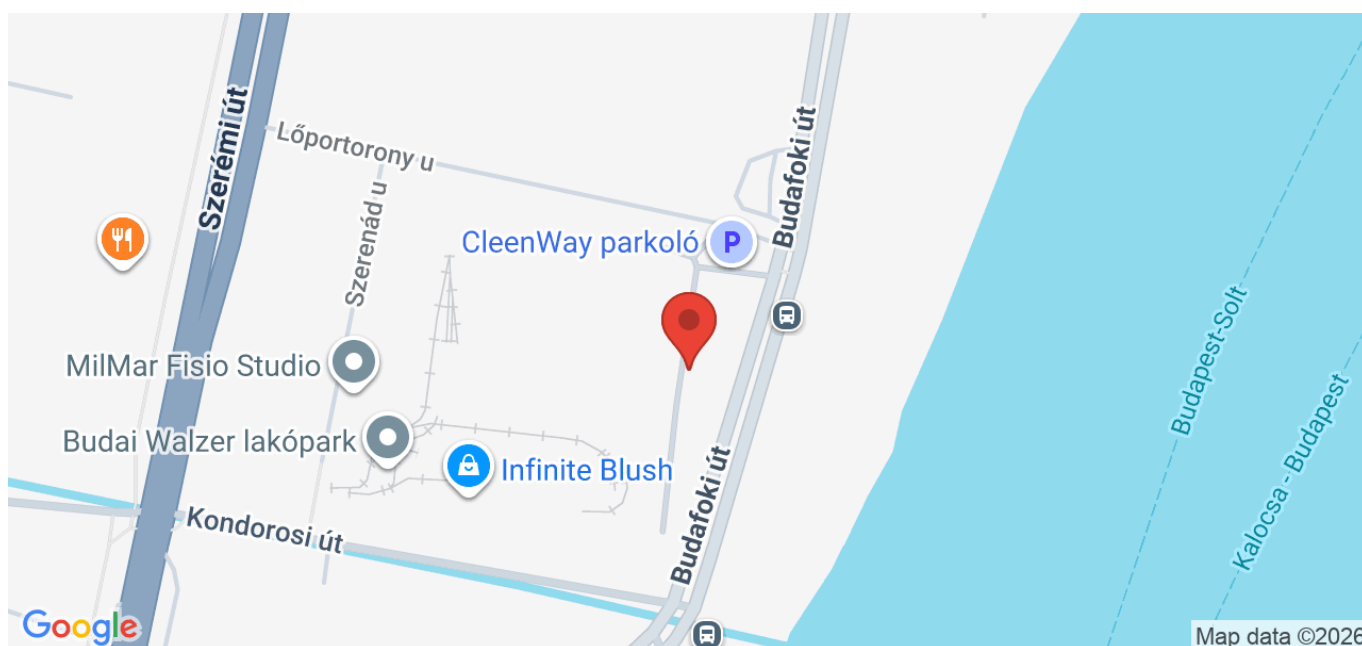 Szerémi út
Lőportorony u
Szerenád u
Budafoki út
CleenWay parkoló
P
MilMar Fisio Studio
Budai Walzer lakópark
Infinite Blush
Budafoki út
Kondorosi út
Budapest-Solt
Kalocsa - Budapest
Google
Map data ©2026